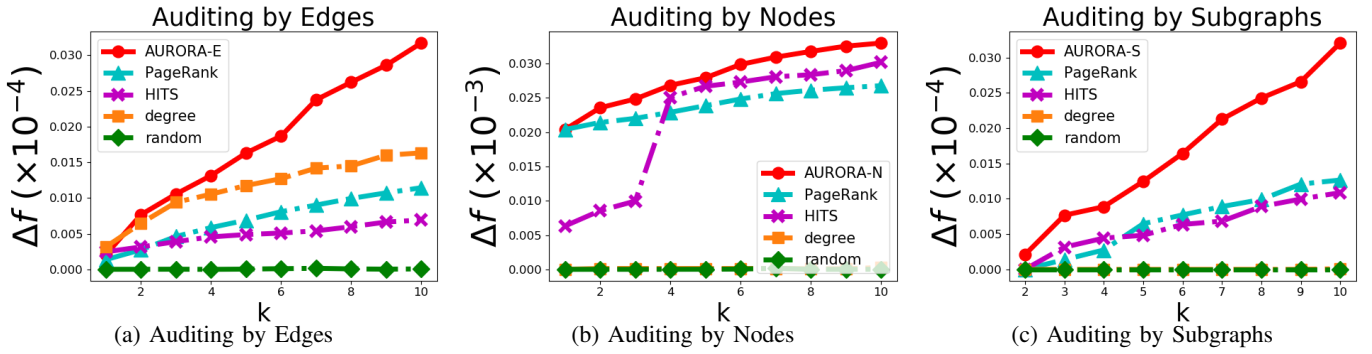 Auditing by Edges
Δf (×10⁻⁴)
0.030
0.025
0.020
0.015
0.010
0.005
0.000
AURORA-E
PageRank
HITS
degree
random
2 4 6 8 10
k
(a) Auditing by Edges
Auditing by Nodes
Δf (×10⁻³)
0.030
0.025
0.020
0.015
0.010
0.005
0.000
AURORA-N
PageRank
HITS
degree
random
2 4 6 8 10
k
(b) Auditing by Nodes
Auditing by Subgraphs
Δf (×10⁻⁴)
0.030
0.025
0.020
0.015
0.010
0.005
0.000
AURORA-S
PageRank
HITS
degree
random
2 3 4 5 6 7 8 9 10
k
(c) Auditing by Subgraphs